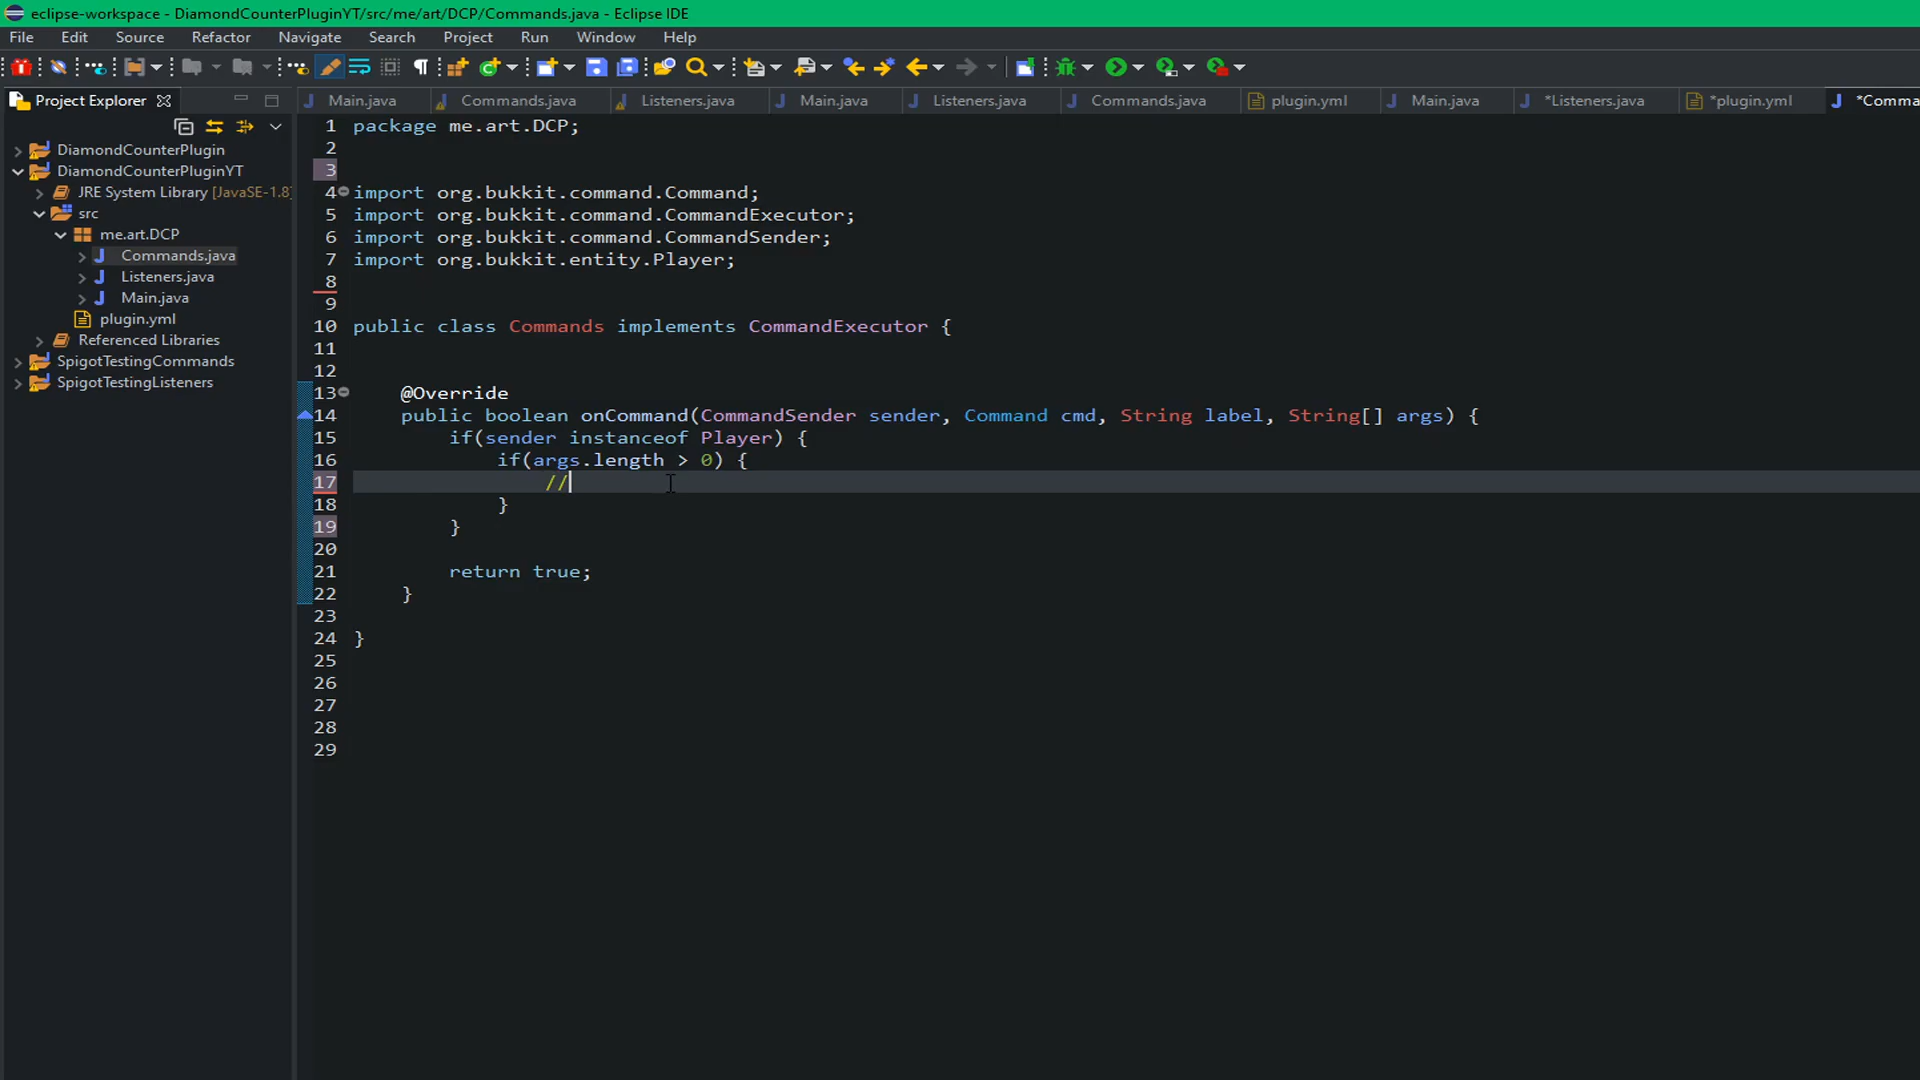 eclipse-workspace - DiamondCounterPluginYT/src/me/art/DCP/Commands.java - Eclipse IDE
File Edit Source Refactor Navigate Search Project Run Window Help
Project Explorer
Main.java Commands.java Listeners.java Main.java Listeners.java Commands.java plugin.yml Main.java *Listeners.java *plugin.yml *Comma
DiamondCounterPlugin
DiamondCounterPluginYT
JRE System Library [JavaSE-1.8]
src
me.art.DCP
Commands.java
Listeners.java
Main.java
plugin.yml
Referenced Libraries
SpigotTestingCommands
SpigotTestingListeners
1 package me.art.DCP;
2
3
4 import org.bukkit.command.Command;
5 import org.bukkit.command.CommandExecutor;
6 import org.bukkit.command.CommandSender;
7 import org.bukkit.entity.Player;
8
9
10 public class Commands implements CommandExecutor {
11
12
13 @Override
14 public boolean onCommand(CommandSender sender, Command cmd, String label, String[] args) {
15 if(sender instanceof Player) {
16 if(args.length > 0) {
17 //
18 }
19 }
20
21 return true;
22 }
23
24 }
25
26
27
28
29